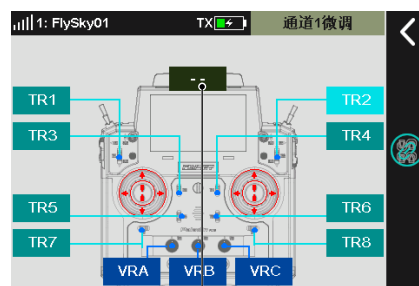 1: FlySky01 TX 通道1微调
--
TR1 TR2
TR3 TR4
TR5 TR6
TR7 TR8
VRA VRB VRC